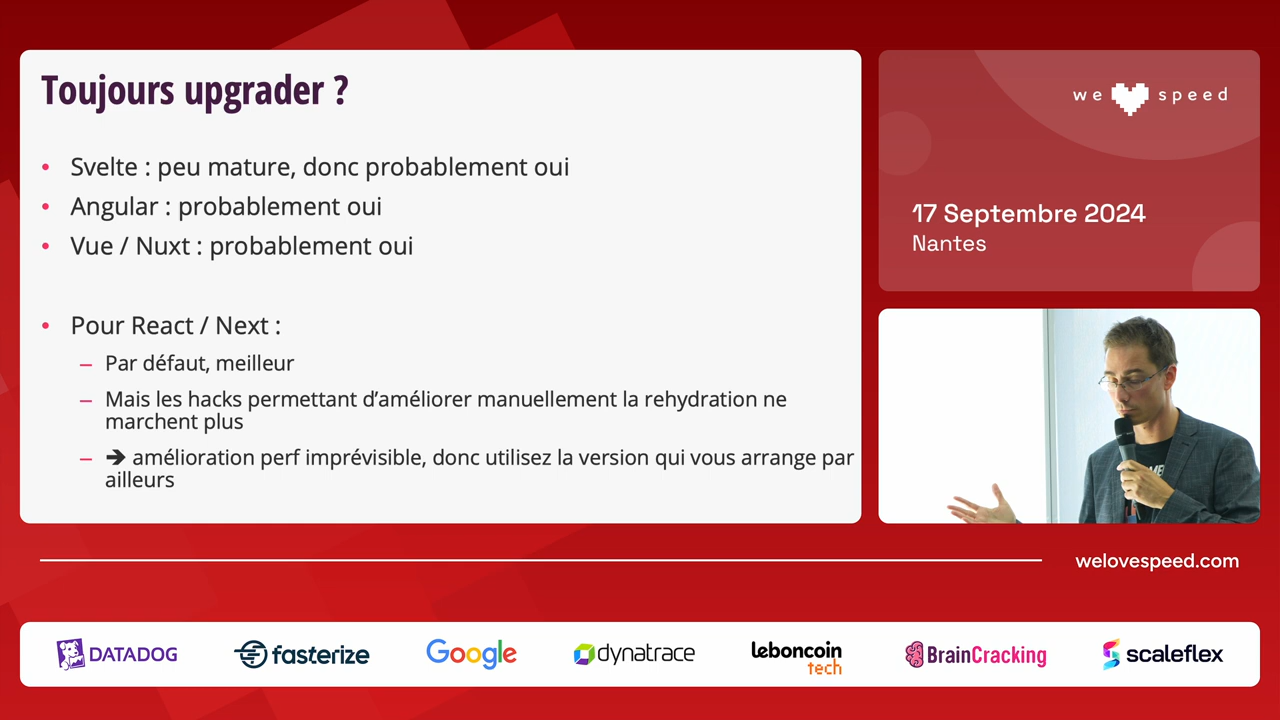 Toujours upgrader ?
• Svelte : peu mature, donc probablement oui
• Angular : probablement oui
• Vue / Nuxt : probablement oui
• Pour React / Next :
– Par défaut, meilleur
– Mais les hacks permettant d’améliorer manuellement la rehydration ne
marchent plus
– ➔ amélioration perf imprévisible, donc utilisez la version qui vous arrange par
ailleurs
we speed
17 Septembre 2024
Nantes
welovespeed.com
DATADOG
fasterize
Google
dynatrace
leboncoin
tech
BrainCracking
scaleflex